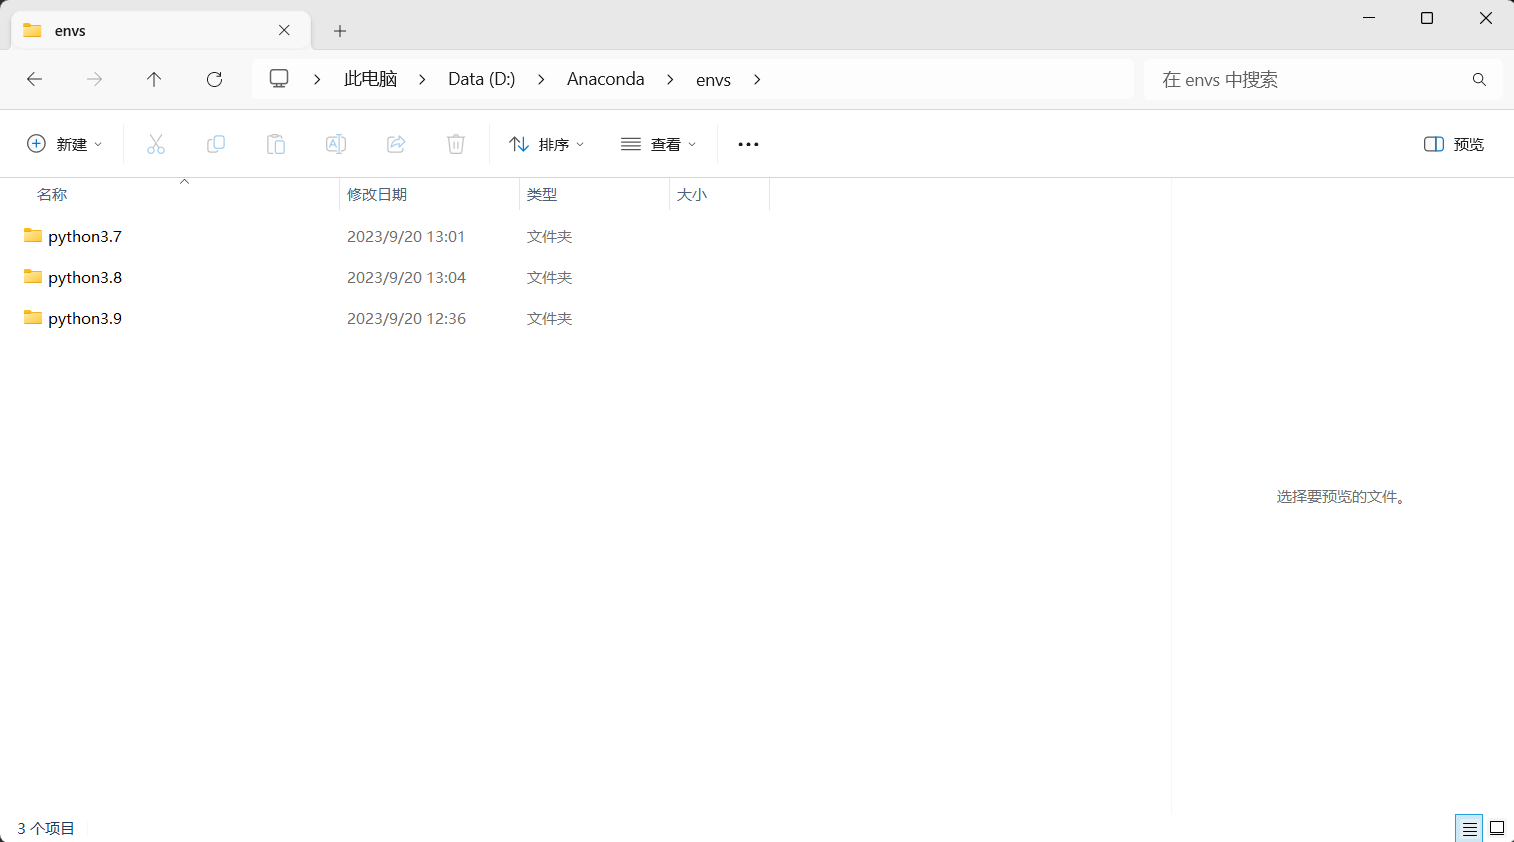 envs
此电脑 Data (D:) Anaconda envs
在 envs 中搜索
新建 排序 查看 预览
名称 修改日期 类型 大小
python3.7 2023/9/20 13:01 文件夹
python3.8 2023/9/20 13:04 文件夹
python3.9 2023/9/20 12:36 文件夹
选择要预览的文件。
3 个项目